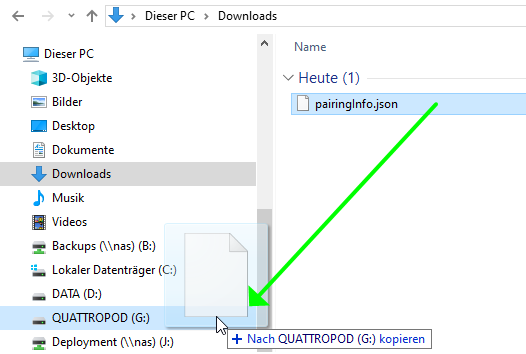 Dieser PC > Downloads
Dieser PC
3D-Objekte
Bilder
Desktop
Dokumente
Downloads
Musik
Videos
Backups (\\nas) (B:)
Lokaler Datenträger (C:)
DATA (D:)
QUATTROPOD (G:)
Deployment (\\nas) (J:)
Name
Heute (1)
pairingInfo.json
Nach QUATTROPOD (G:) kopieren